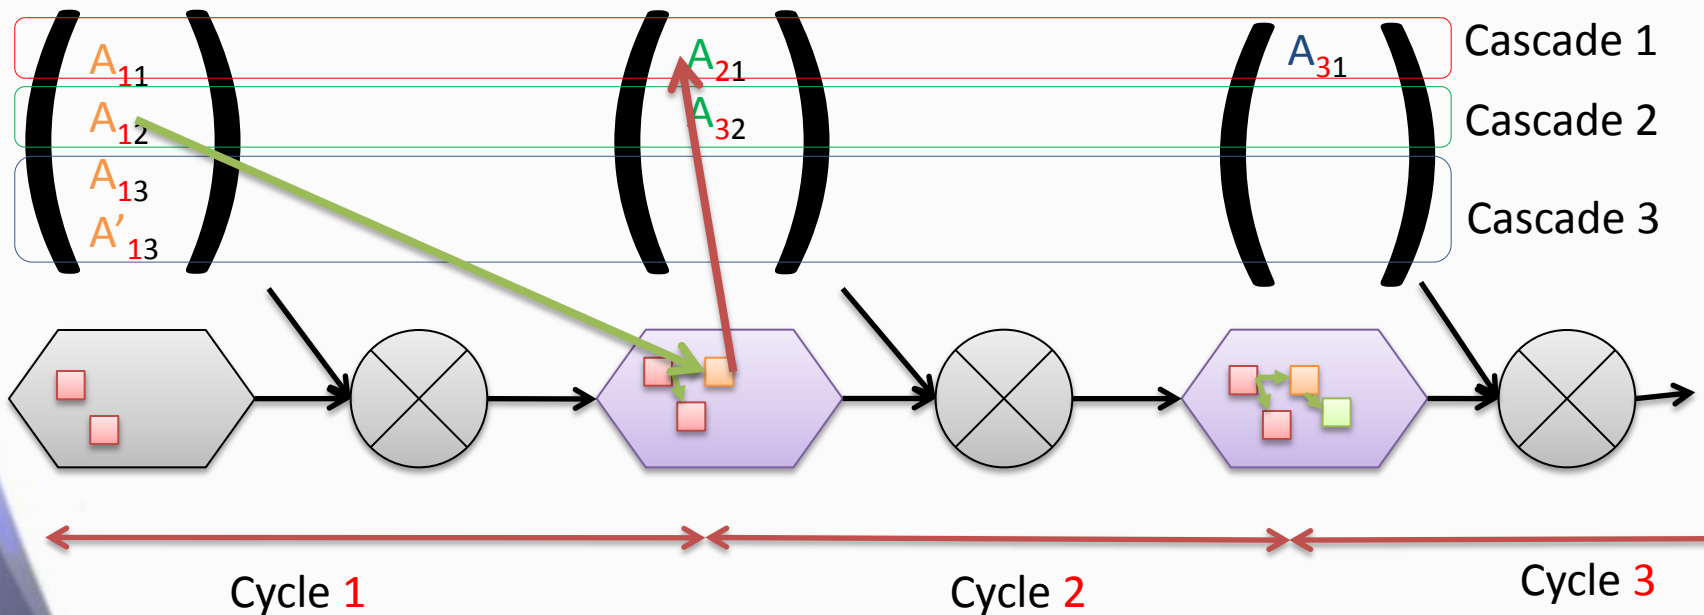 A11 A21 A31 Cascade 1
A12 A32 Cascade 2
A13
A'13 Cascade 3
Cycle 1 Cycle 2 Cycle 3